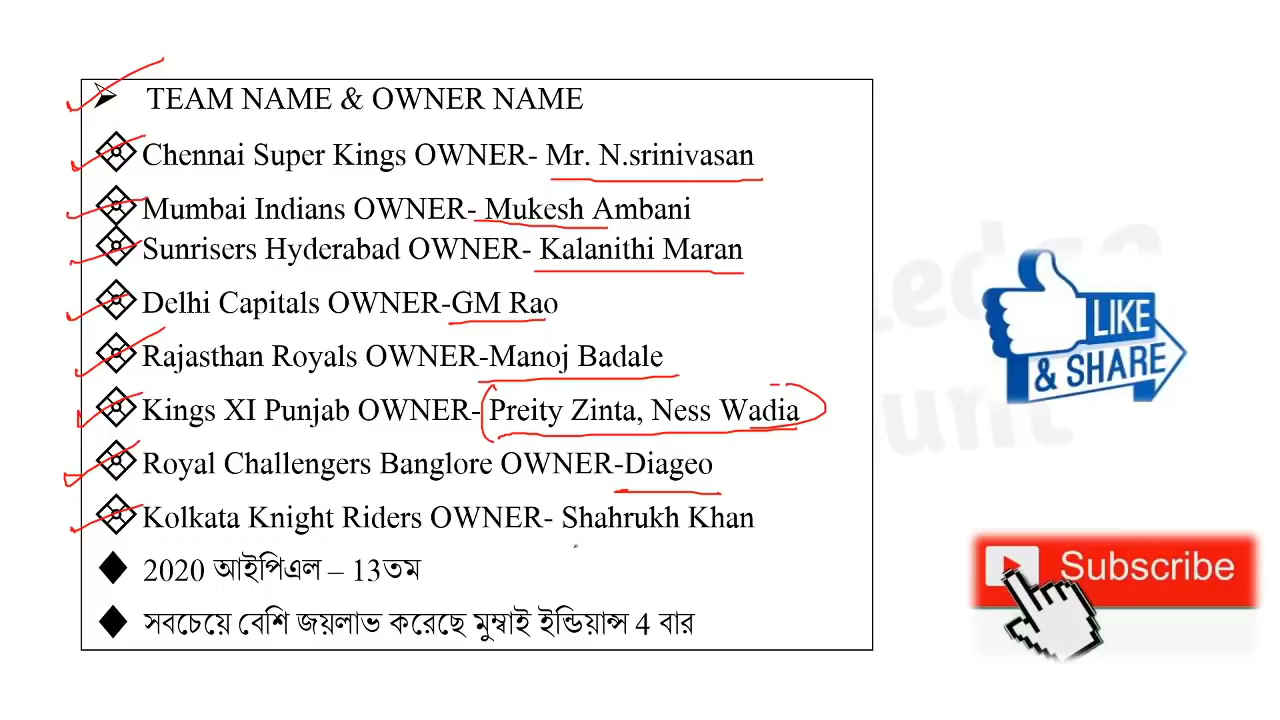 TEAM NAME & OWNER NAME
Chennai Super Kings OWNER- Mr. N.srinivasan
Mumbai Indians OWNER- Mukesh Ambani
Sunrisers Hyderabad OWNER- Kalanithi Maran
Delhi Capitals OWNER-GM Rao
Rajasthan Royals OWNER-Manoj Badale
Kings XI Punjab OWNER- Preity Zinta, Ness Wadia
Royal Challengers Banglore OWNER-Diageo
Kolkata Knight Riders OWNER- Shahrukh Khan
2020 আইপিএল – 13তম
সবচেয়ে বেশি জয়লাভ করেছে মুম্বাই ইন্ডিয়ান্স 4 বার
LIKE
& SHARE
Subscribe